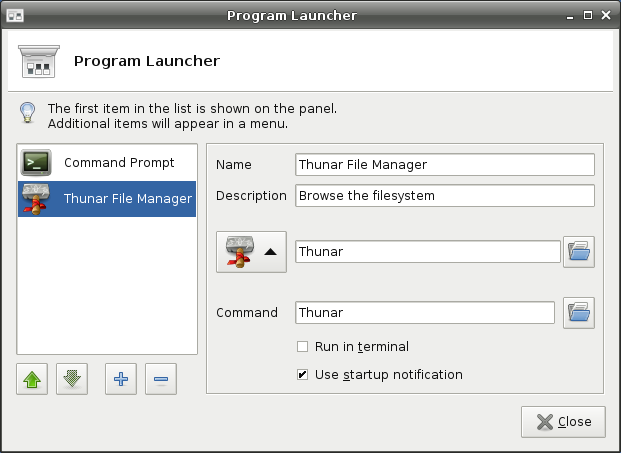 Program Launcher
Program Launcher
The first item in the list is shown on the panel.
Additional items will appear in a menu.
Command Prompt
Thunar File Manager
Name
Thunar File Manager
Description
Browse the filesystem
Thunar
Command
Thunar
Run in terminal
Use startup notification
Close